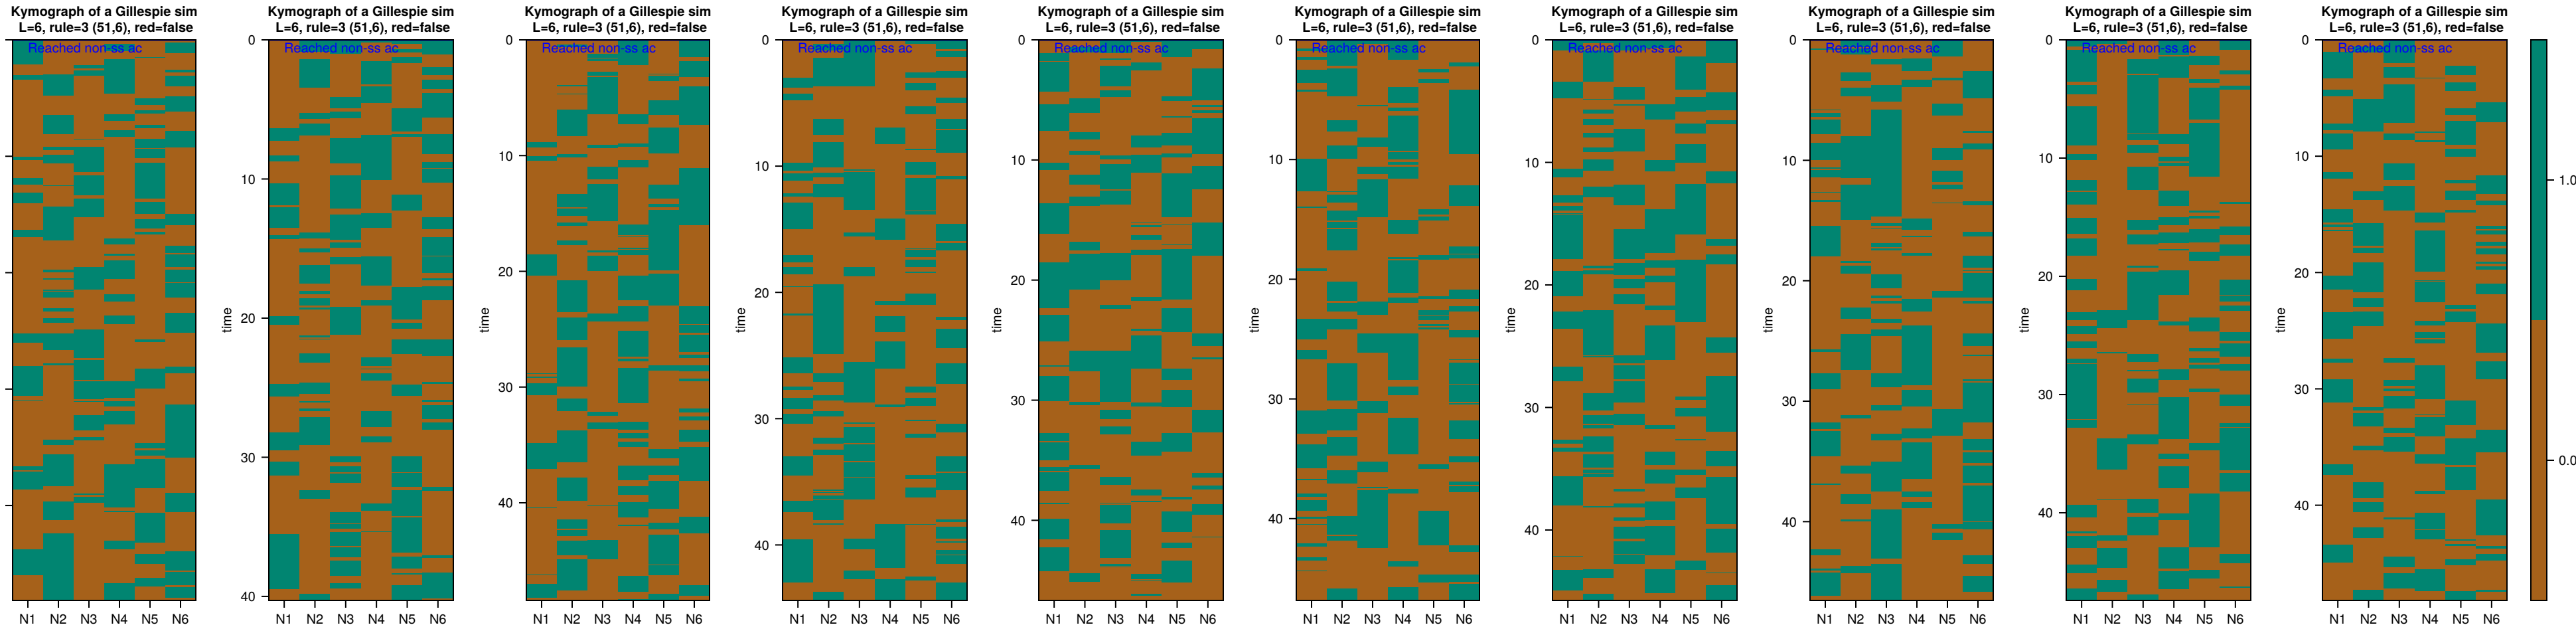 Kymograph of a Gillespie sim
L=6, rule=3 (51,6), red=false
Reached non-ss ac
N1 N2 N3 N4 N5 N6
Kymograph of a Gillespie sim
L=6, rule=3 (51,6), red=false
Reached non-ss ac
time
0
10
20
30
40
N1 N2 N3 N4 N5 N6
Kymograph of a Gillespie sim
L=6, rule=3 (51,6), red=false
Reached non-ss ac
time
0
10
20
30
40
N1 N2 N3 N4 N5 N6
Kymograph of a Gillespie sim
L=6, rule=3 (51,6), red=false
Reached non-ss ac
time
0
10
20
30
40
N1 N2 N3 N4 N5 N6
Kymograph of a Gillespie sim
L=6, rule=3 (51,6), red=false
Reached non-ss ac
time
0
10
20
30
40
N1 N2 N3 N4 N5 N6
Kymograph of a Gillespie sim
L=6, rule=3 (51,6), red=false
Reached non-ss ac
time
0
10
20
30
40
N1 N2 N3 N4 N5 N6
Kymograph of a Gillespie sim
L=6, rule=3 (51,6), red=false
Reached non-ss ac
time
0
10
20
30
40
N1 N2 N3 N4 N5 N6
Kymograph of a Gillespie sim
L=6, rule=3 (51,6), red=false
Reached non-ss ac
time
0
10
20
30
40
N1 N2 N3 N4 N5 N6
Kymograph of a Gillespie sim
L=6, rule=3 (51,6), red=false
Reached non-ss ac
time
0
10
20
30
40
N1 N2 N3 N4 N5 N6
Kymograph of a Gillespie sim
L=6, rule=3 (51,6), red=false
Reached non-ss ac
time
0
10
20
30
40
N1 N2 N3 N4 N5 N6
1.0
0.0